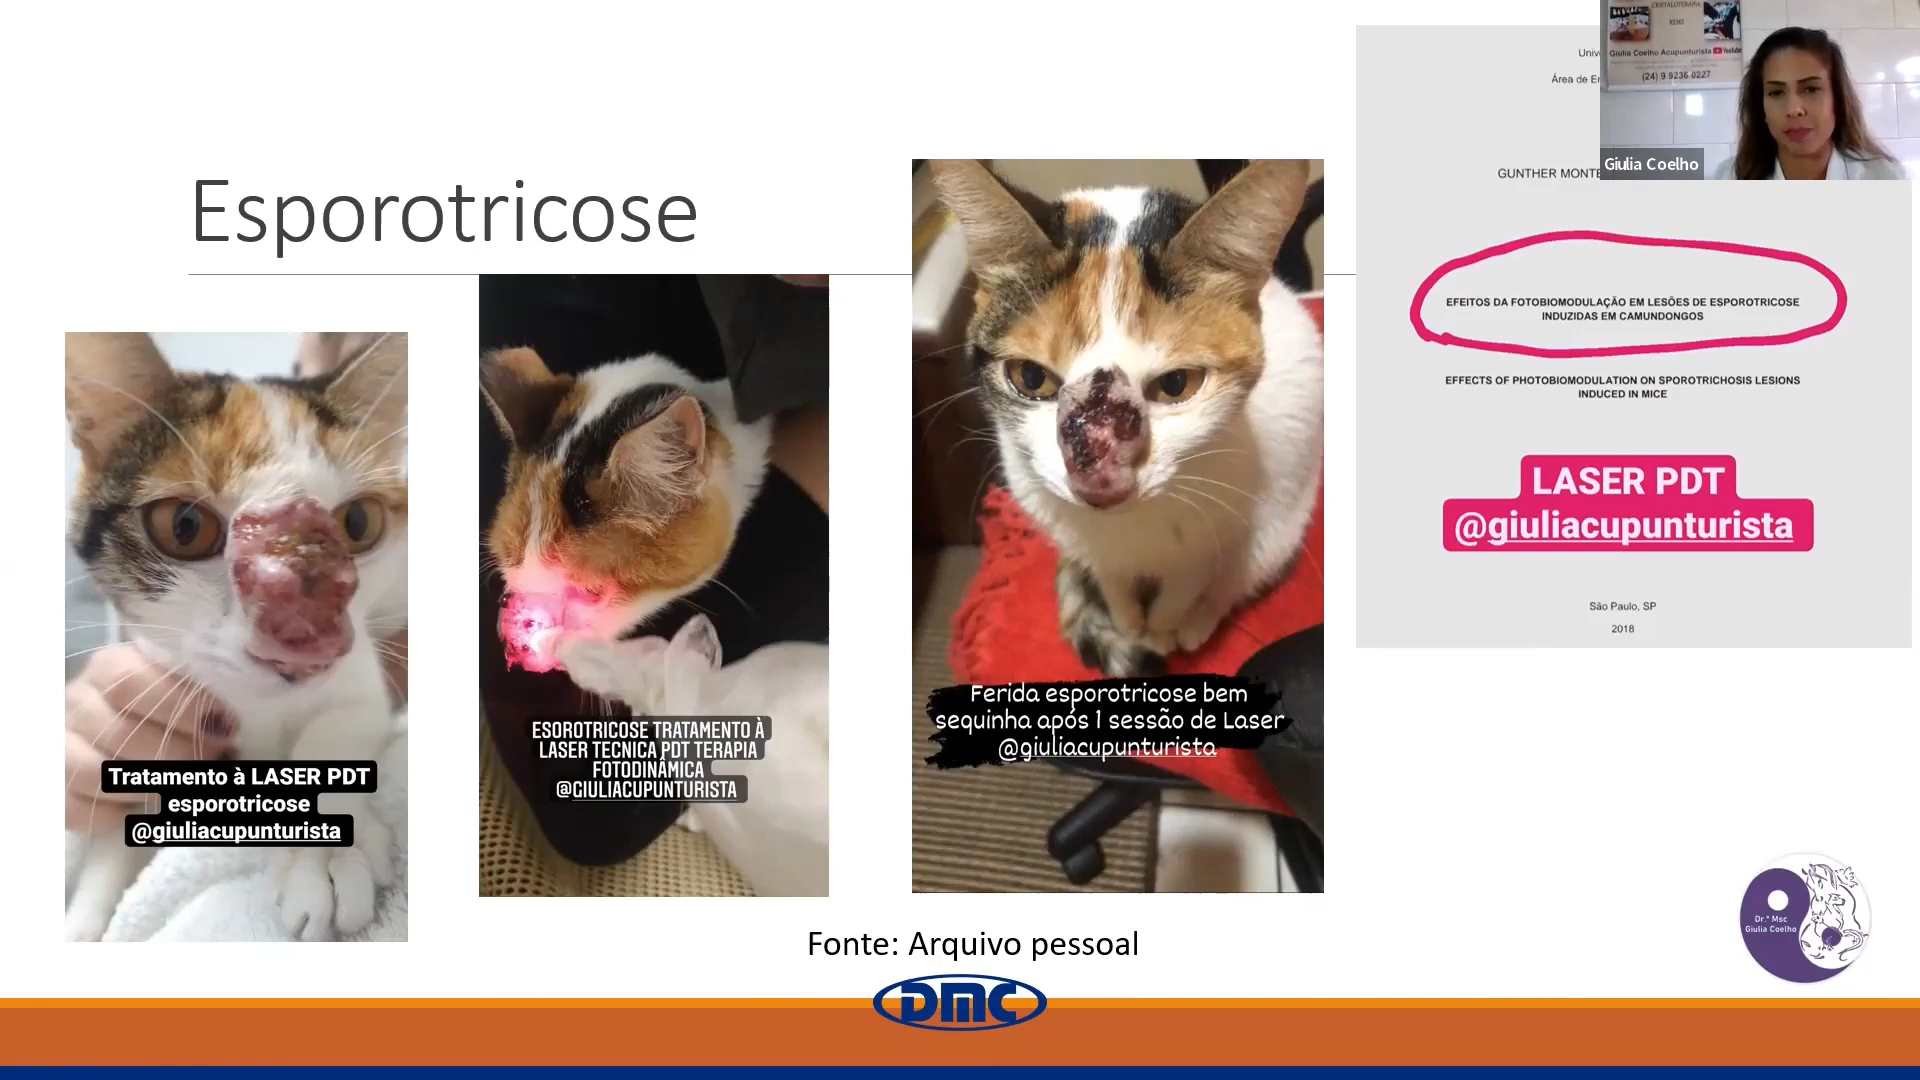 Esporotricose
Tratamento à LASER PDT
esporotricose
@giuliacupunturista
ESOROTRICOSE TRATAMENTO À
LASER TECNICA PDT TERAPIA
FOTODINÂMICA
@GIULIACUPUNTURISTA
Ferida esporotricose bem
sequinha após 1 sessão de Laser
@giuliacupunturista
GUNTHER
EFEITOS DA FOTOBIOMODULAÇÃO EM LESÕES DE ESPOROTRICOSE
INDUZIDAS EM CAMUNDONGOS
EFFECTS OF PHOTOBIOMODULATION ON SPOROTRICHOSIS LESIONS
INDUCED IN MICE
LASER PDT
@giuliacupunturista
São Paulo, SP
2018
CRISTALOTERAPIA
REIKI
Giulia Coelho Acupunturista YouTube
(24) 9 9236 0227
Giulia Coelho
Fonte: Arquivo pessoal
DMC
Dr.ª Msc
Giulia Coelho